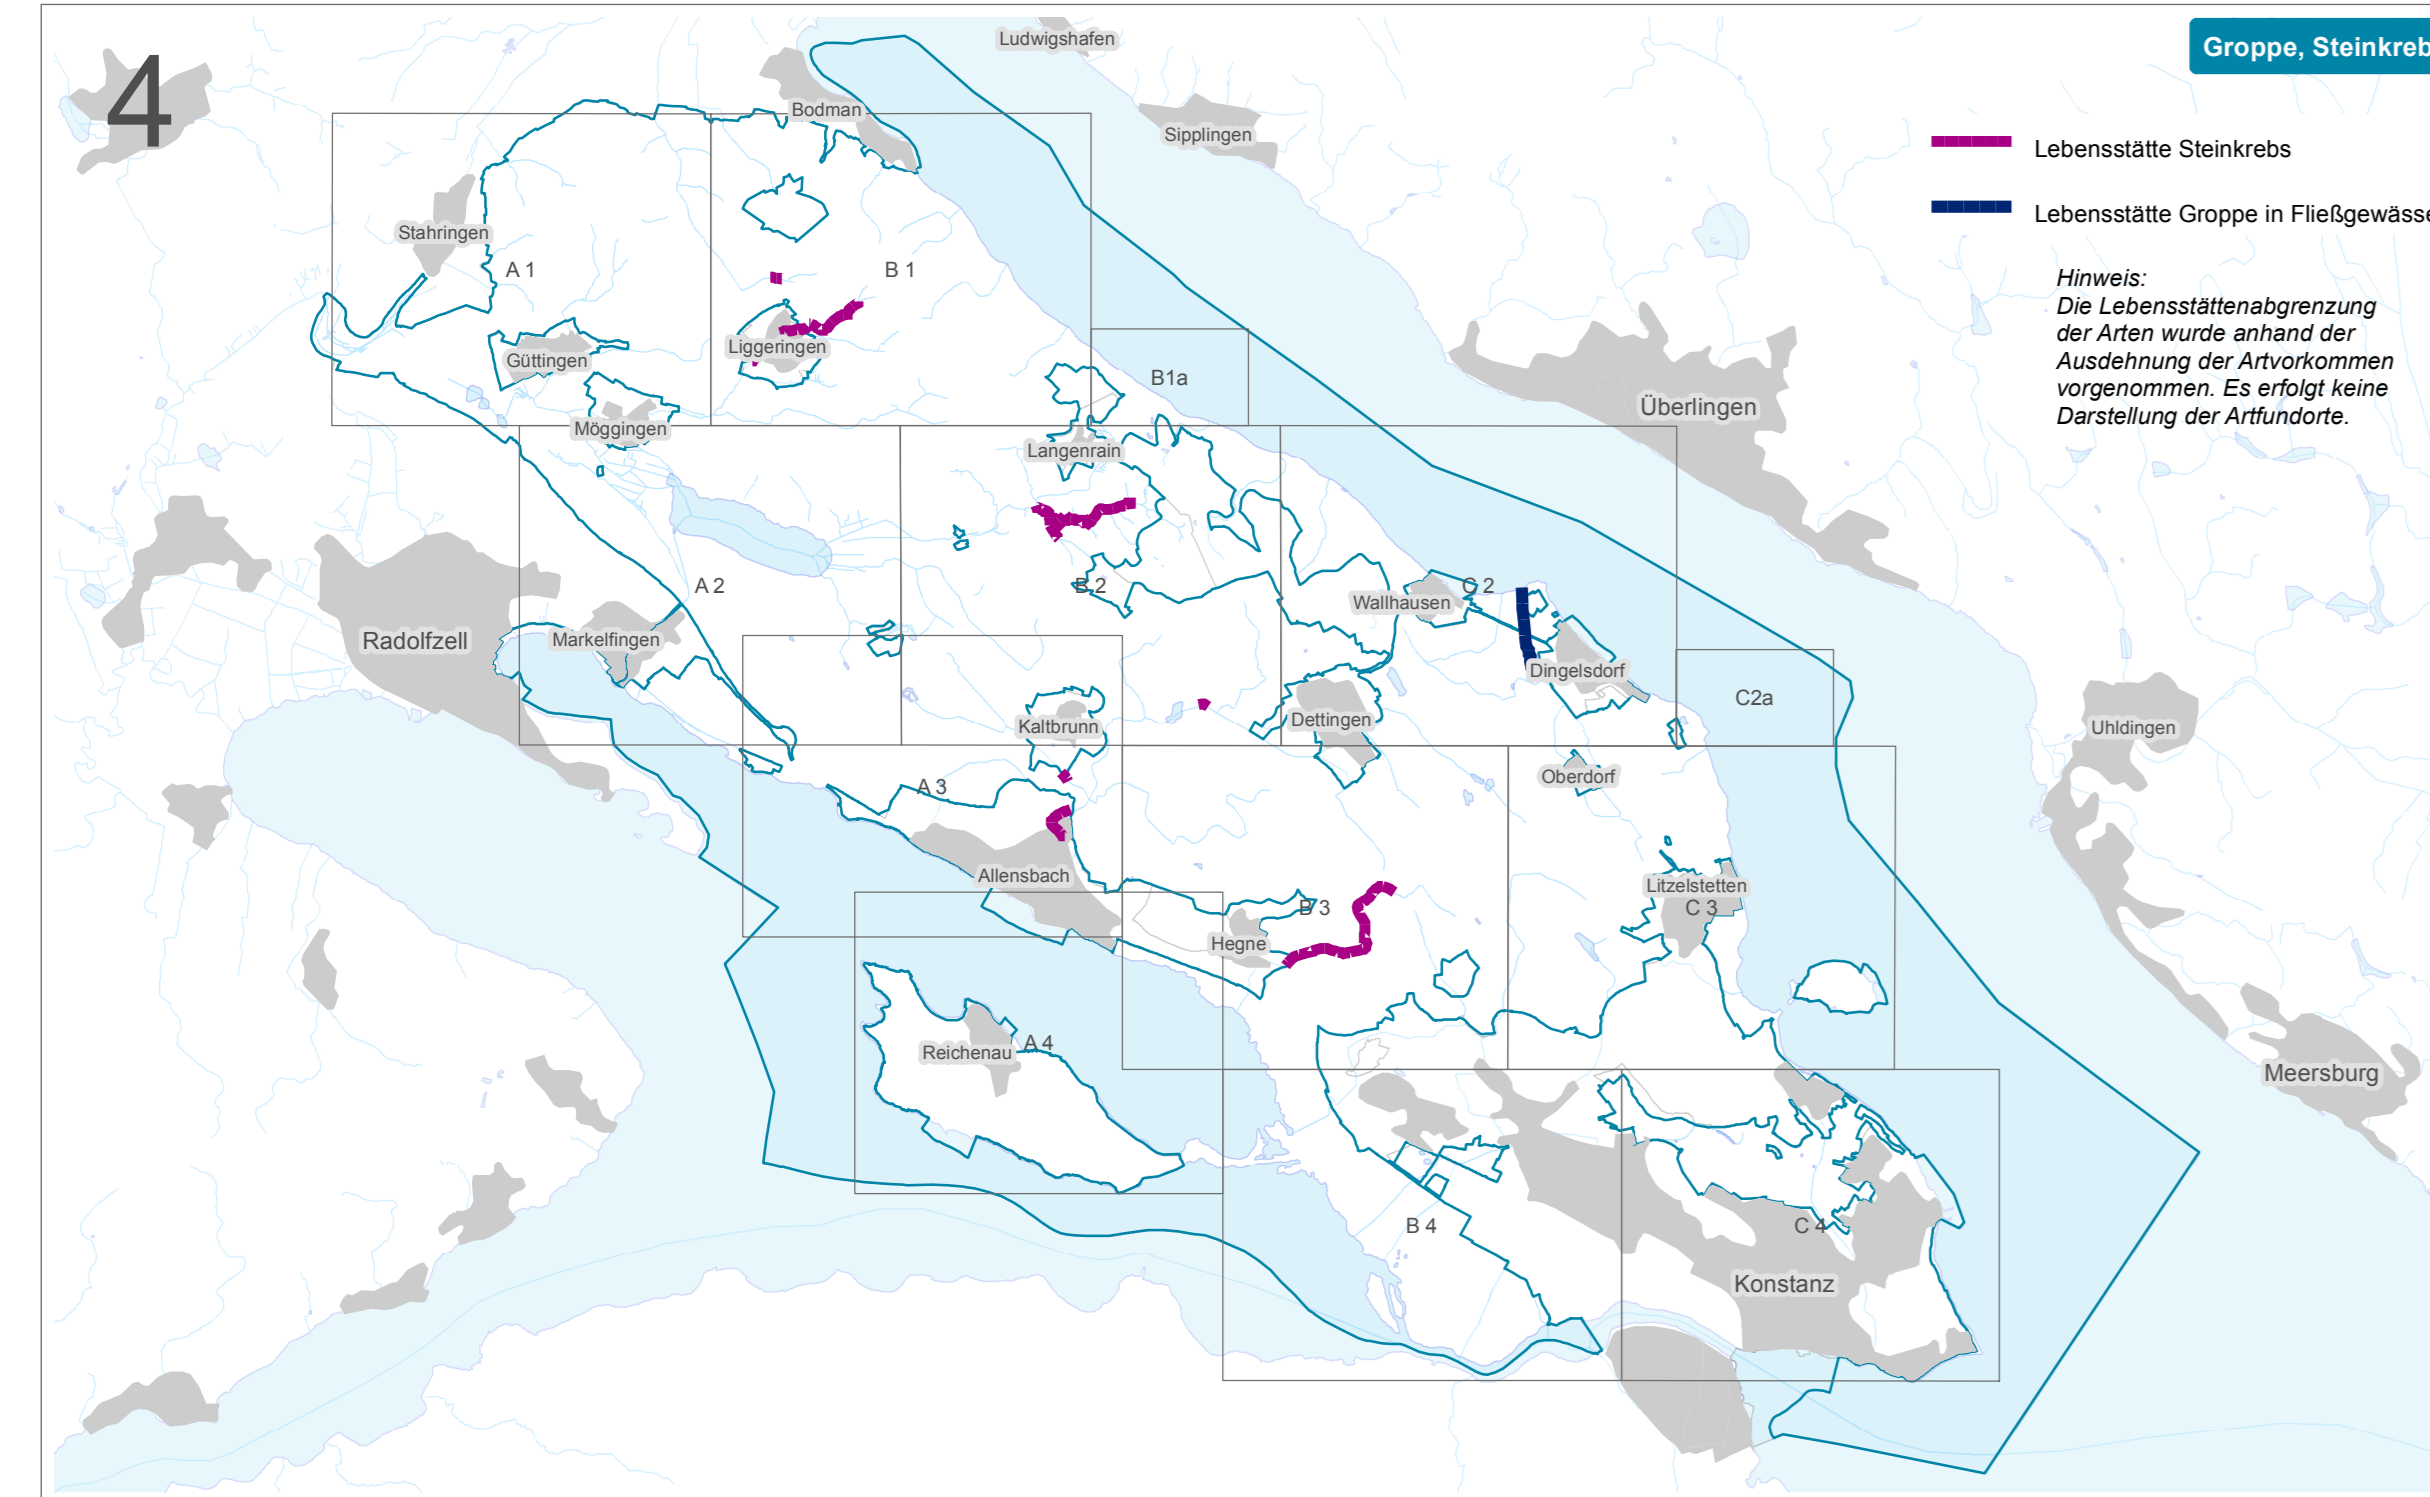 4
Ludwigshafen
Groppe, Steinkreb
Bodman
Sipplingen
Lebensstätte Steinkrebs
Lebensstätte Groppe in Fließgewässe
Stahringen
A 1
B 1
Hinweis:
Die Lebensstättenabgrenzung
der Arten wurde anhand der
Ausdehnung der Artvorkommen
vorgenommen. Es erfolgt keine
Darstellung der Artfundorte.
Güttingen
Liggeringen
B1a
Überlingen
Möggingen
Langenrain
A 2
B 2
C 2
Wallhausen
Radolfzell
Markelfingen
Dingelsdorf
C2a
Kaltbrunn
Dettingen
Uhldingen
A 3
Oberdorf
Allensbach
Litzelstetten
B 3
C 3
Hegne
Reichenau
A 4
Meersburg
B 4
C 4
Konstanz